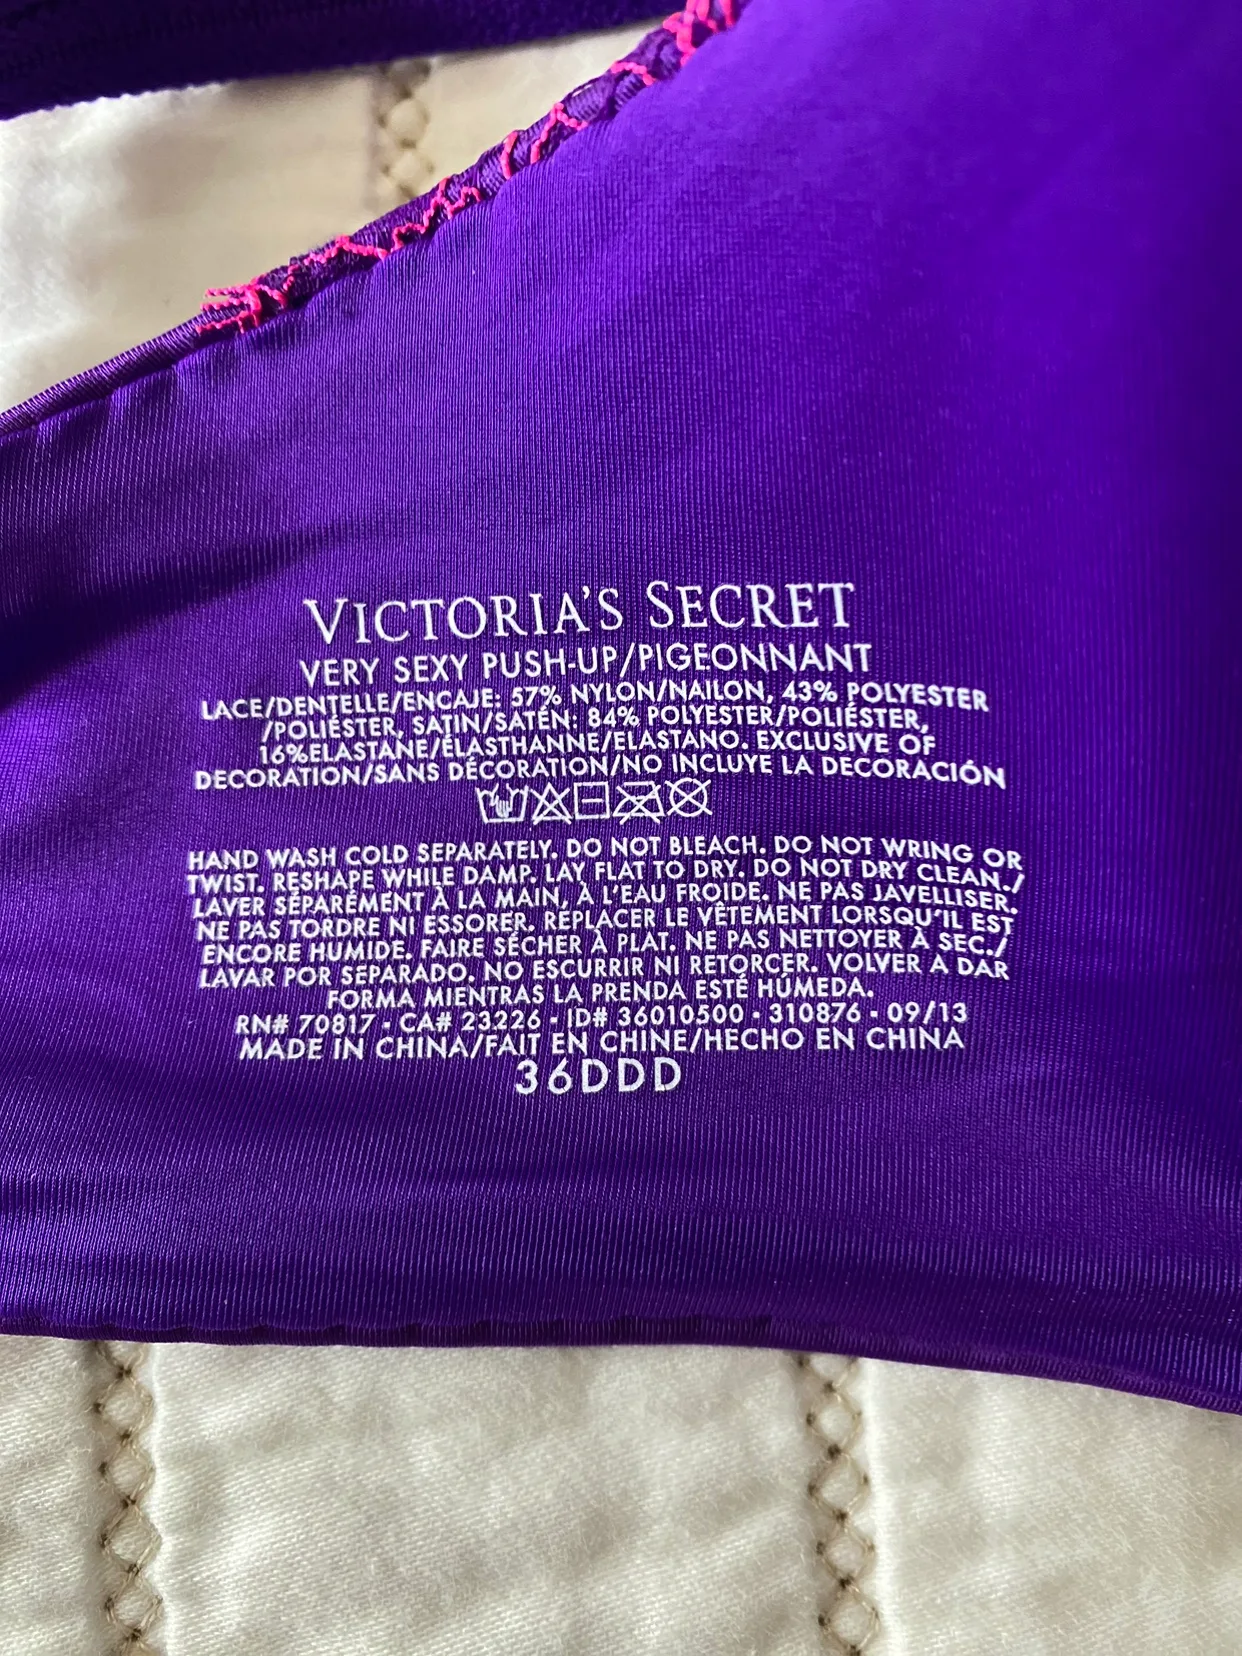 VICTORIA'S SECRET
VERY SEXY PUSH-UP/PIGEONNANT
LACE/DENTELLE/ENCAJE: 57% NYLON/NAILON, 43% POLYESTER
/POLIÉSTER, SATIN/SATÉN: 84% POLYESTER/POLIÉSTER,
16%ELASTANE/ÉLASTHANNE/ELASTANO. EXCLUSIVE OF
DECORATION/SANS DÉCORATION/NO INCLUYE LA DECORACIÓN
HAND WASH COLD SEPARATELY. DO NOT BLEACH. DO NOT WRING OR
TWIST. RESHAPE WHILE DAMP. LAY FLAT TO DRY. DO NOT DRY CLEAN./
LAVER SÉPARÉMENT À LA MAIN, À L'EAU FROIDE. NE PAS JAVELLISER.
NE PAS TORDRE NI ESSORER. REPLACER LE VÊTEMENT LORSQU'IL EST
ENCORE HUMIDE. FAIRE SÉCHER À PLAT. NE PAS NETTOYER À SEC./
LAVAR POR SEPARADO. NO ESCURRIR NI RETORCER. VOLVER A DAR
FORMA MIENTRAS LA PRENDA ESTÉ HÚMEDA.
RN# 70817 - CA# 23226 - ID# 36010500 - 310876 - 09/13
MADE IN CHINA/FAIT EN CHINE/HECHO EN CHINA
36DDD